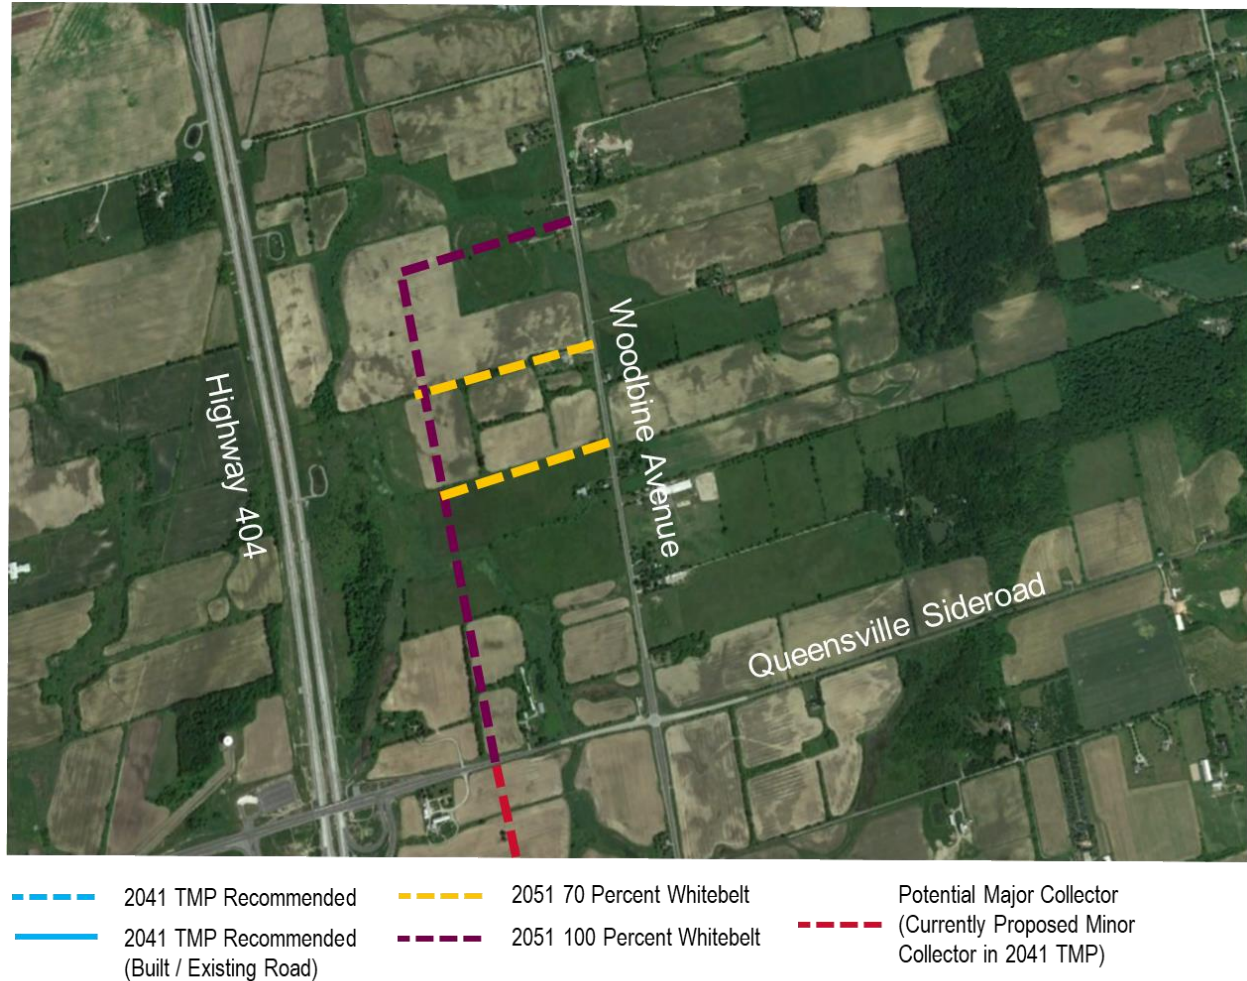 Highway 404
Woodbine Avenue
Queensville Sideroad
2041 TMP Recommended
2041 TMP Recommended
(Built / Existing Road)
2051 70 Percent Whitebelt
2051 100 Percent Whitebelt
Potential Major Collector
(Currently Proposed Minor
Collector in 2041 TMP)